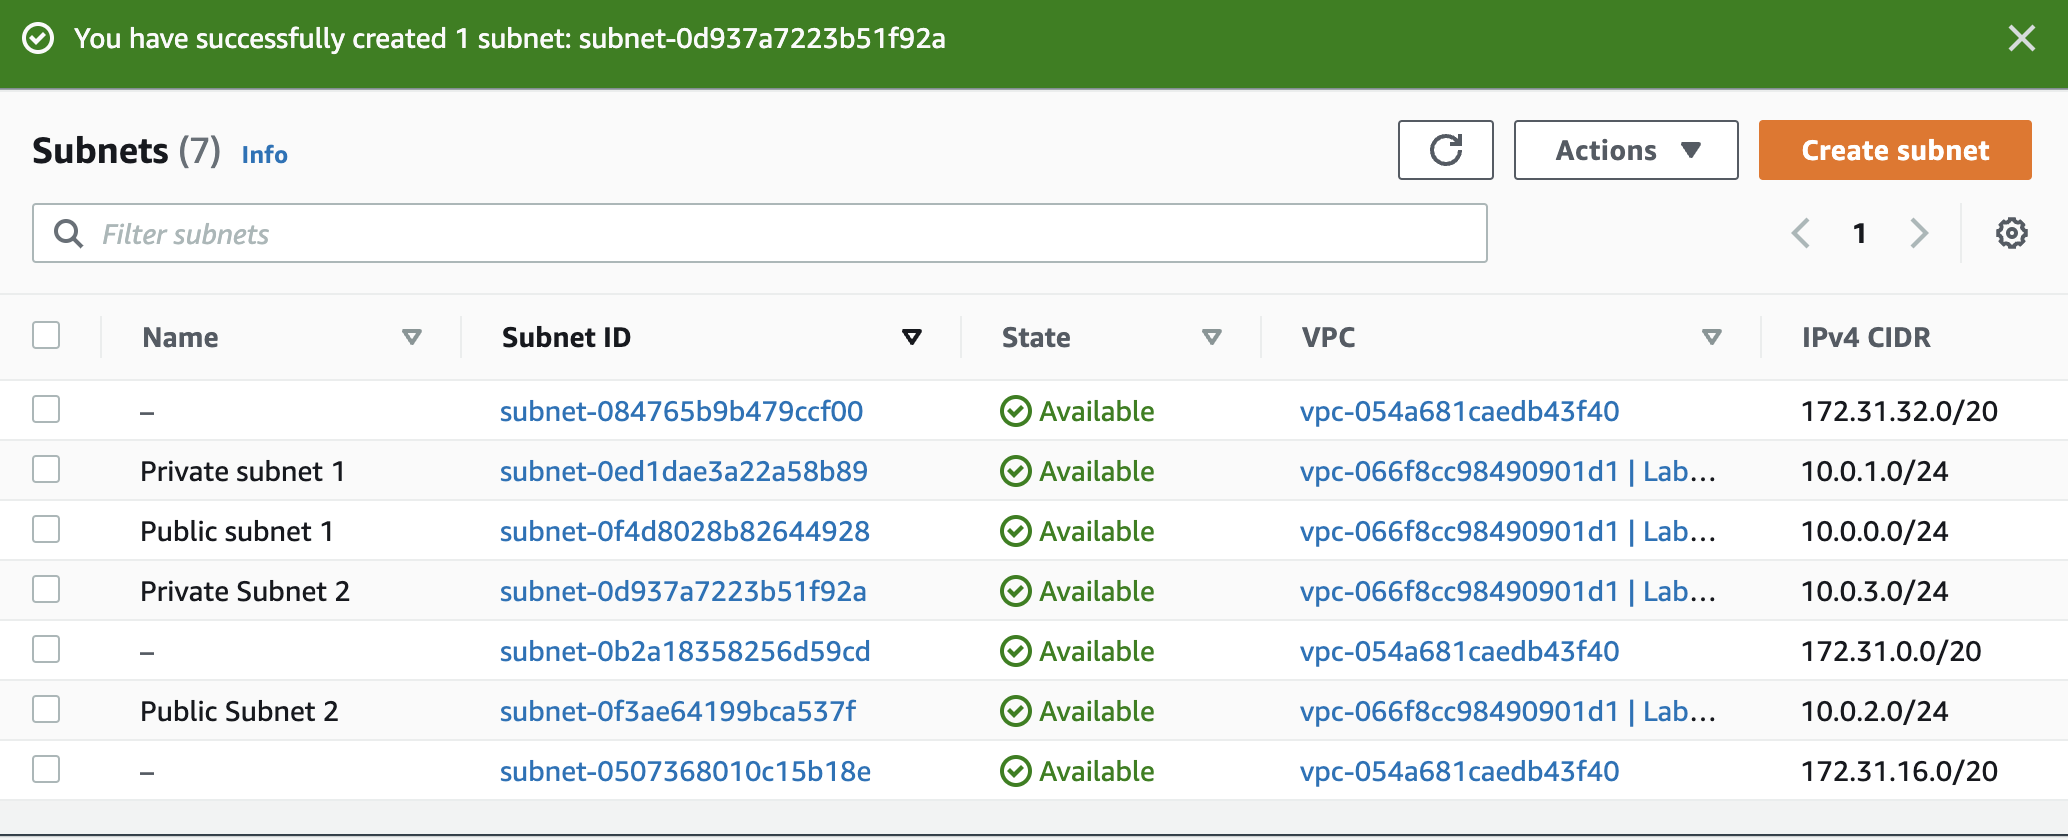 You have successfully created 1 subnet: subnet-0d937a7223b51f92a
Subnets (7) Info
Actions
Create subnet
Filter subnets
1
Name Subnet ID State VPC IPv4 CIDR
– subnet-084765b9b479ccf00 Available vpc-054a681caedb43f40 172.31.32.0/20
Private subnet 1 subnet-0ed1dae3a22a58b89 Available vpc-066f8cc98490901d1 | Lab... 10.0.1.0/24
Public subnet 1 subnet-0f4d8028b82644928 Available vpc-066f8cc98490901d1 | Lab... 10.0.0.0/24
Private Subnet 2 subnet-0d937a7223b51f92a Available vpc-066f8cc98490901d1 | Lab... 10.0.3.0/24
– subnet-0b2a18358256d59cd Available vpc-054a681caedb43f40 172.31.0.0/20
Public Subnet 2 subnet-0f3ae64199bca537f Available vpc-066f8cc98490901d1 | Lab... 10.0.2.0/24
– subnet-0507368010c15b18e Available vpc-054a681caedb43f40 172.31.16.0/20